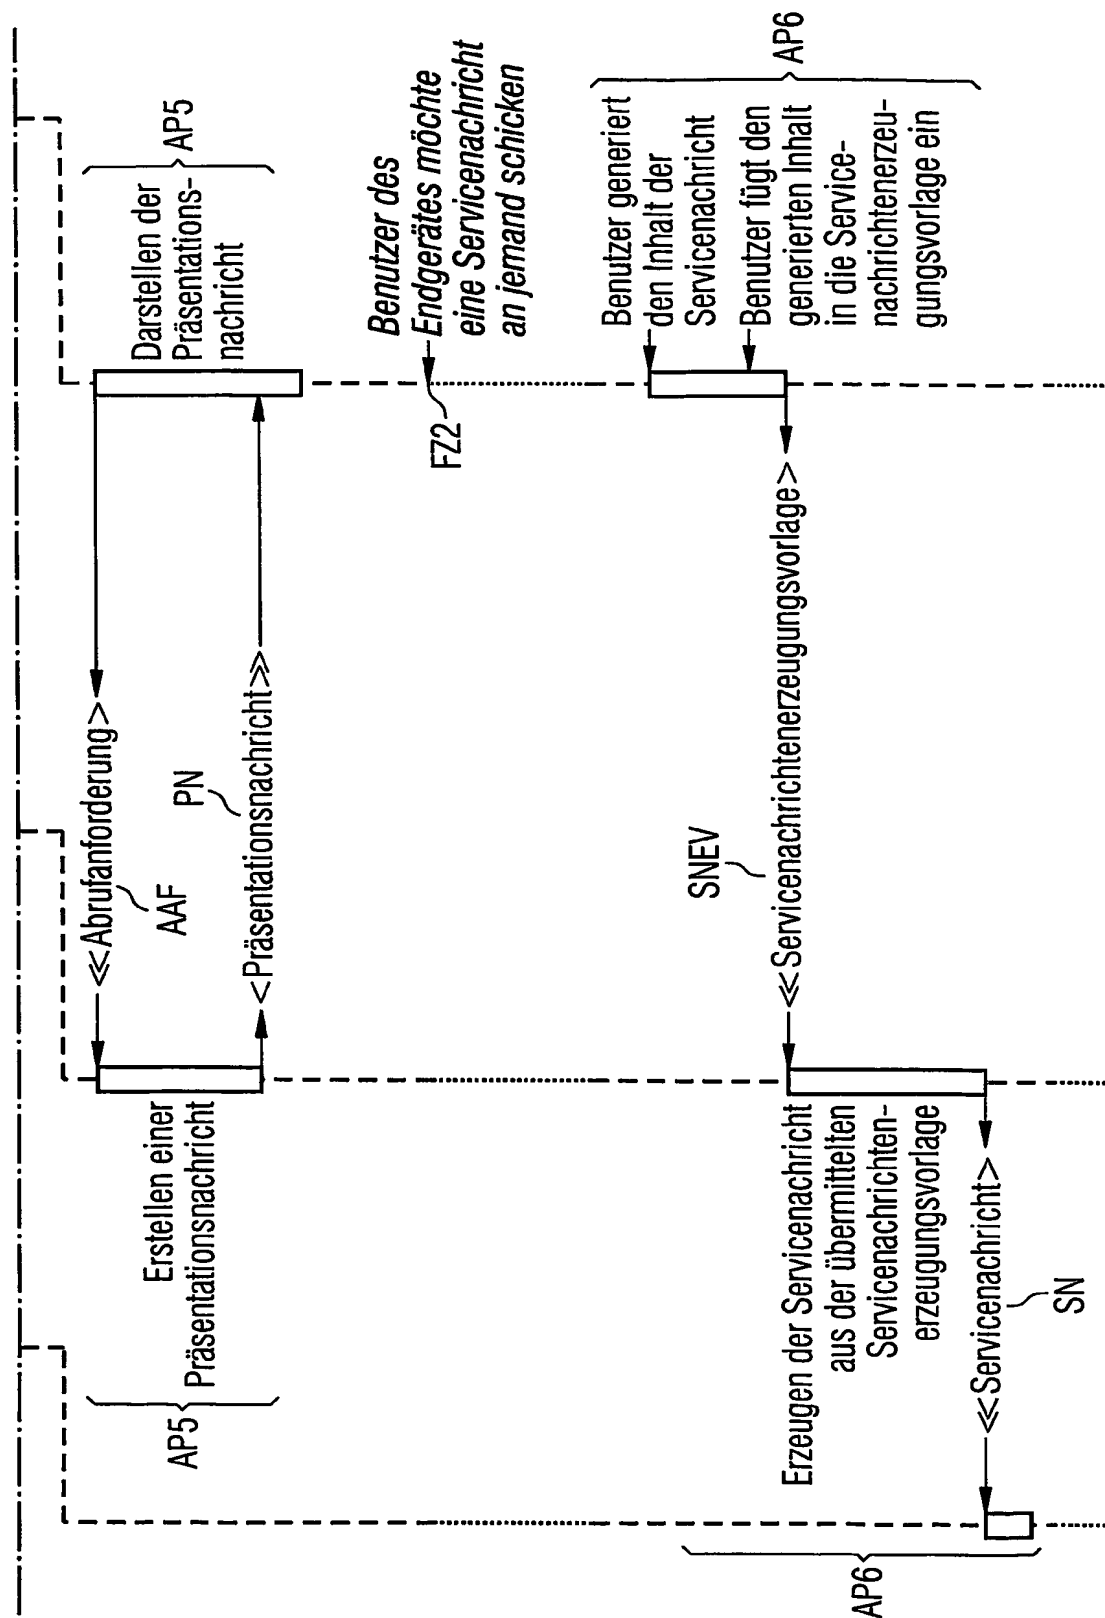 AP5
Erstellen einer
Präsentationsnachricht
<<Abrufanforderung>
AAF
PN
<Präsentationsnachricht>>
Darstellen der
Präsentations-
nachricht
AP5
FZ2
Benutzer des
Endgerätes möchte
eine Servicenachricht
an jemand schicken
Benutzer generiert
den Inhalt der
Servicenachricht
Benutzer fügt den
generierten Inhalt
in die Service-
nachrichtenerzeu-
gungsvorlage ein
AP6
SNEV
<<Servicenachrichtenerzeugungsvorlage>
Erzeugen der Servicenachricht
aus der übermittelten
Servicenachrichten-
erzeugungsvorlage
<<Servicenachricht>
SN
AP6